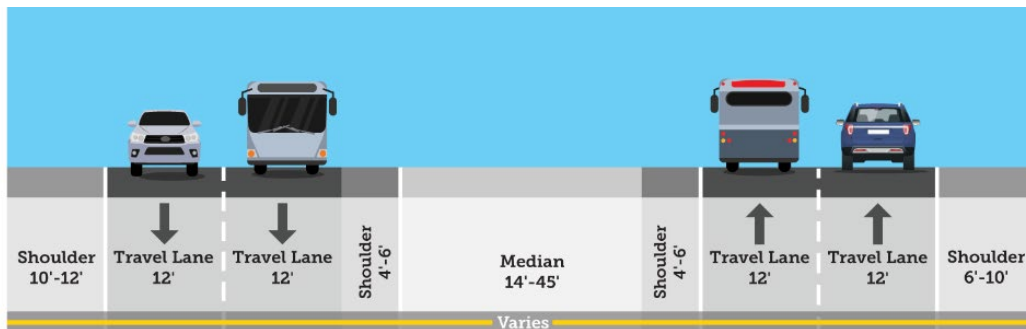 Shoulder
10'-12'
Travel Lane
12'
Travel Lane
12'
Shoulder
4'-6'
Median
14'-45'
Shoulder
4'-6'
Travel Lane
12'
Travel Lane
12'
Shoulder
6'-10'
Varies